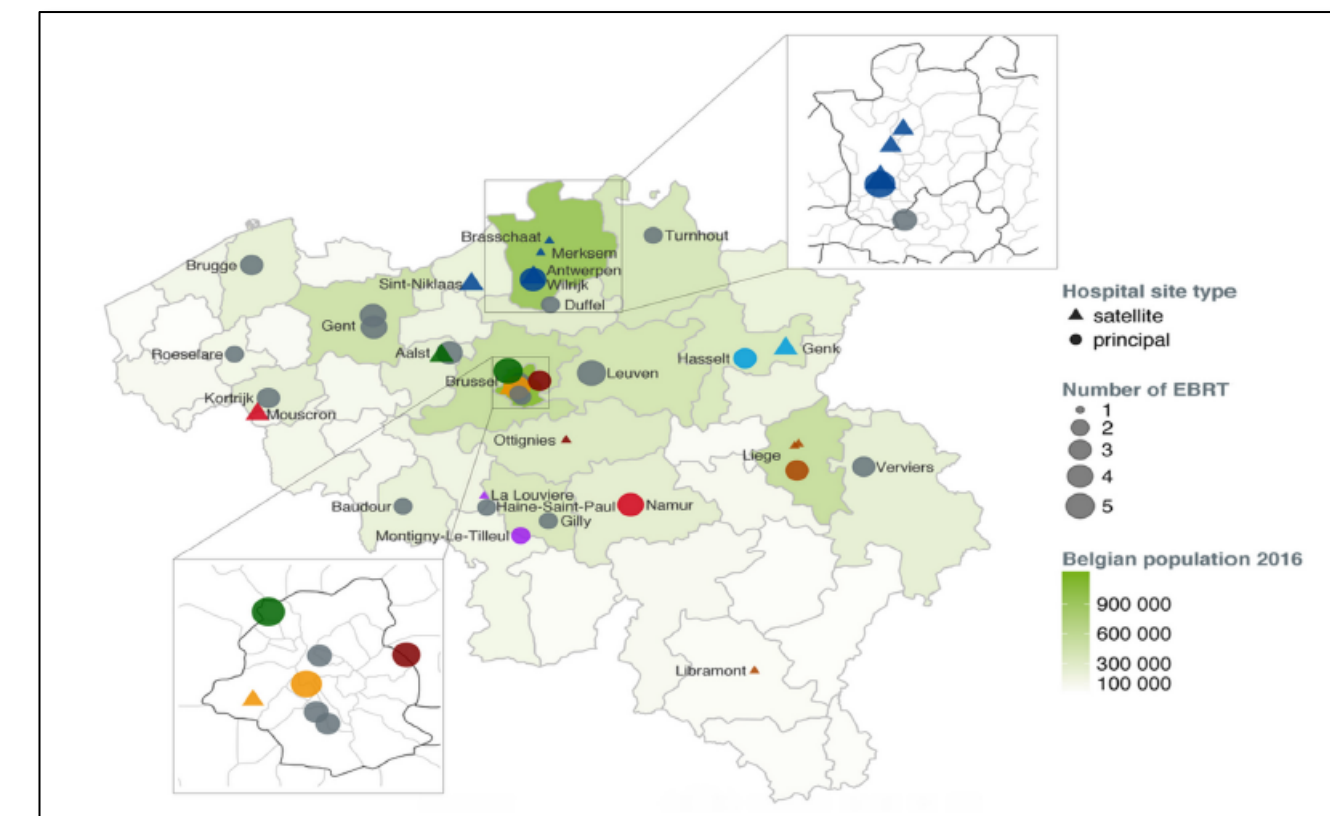 Brasschaat
Merksem
Turnhout
Brugge
Antwerpen
Sint-Niklaas
Wilrijk
Duffel
Gent
Roeselare
Aalst
Hasselt
Genk
Brussel
Leuven
Kortrijk
Mouscron
Ottignies
Liege
Verviers
La Louviere
Baudour
Haine-Saint-Paul
Namur
Gilly
Montigny-Le-Tilleul
Libramont
Hospital site type
satellite
principal
Number of EBRT
1
2
3
4
5
Belgian population 2016
900 000
600 000
300 000
100 000